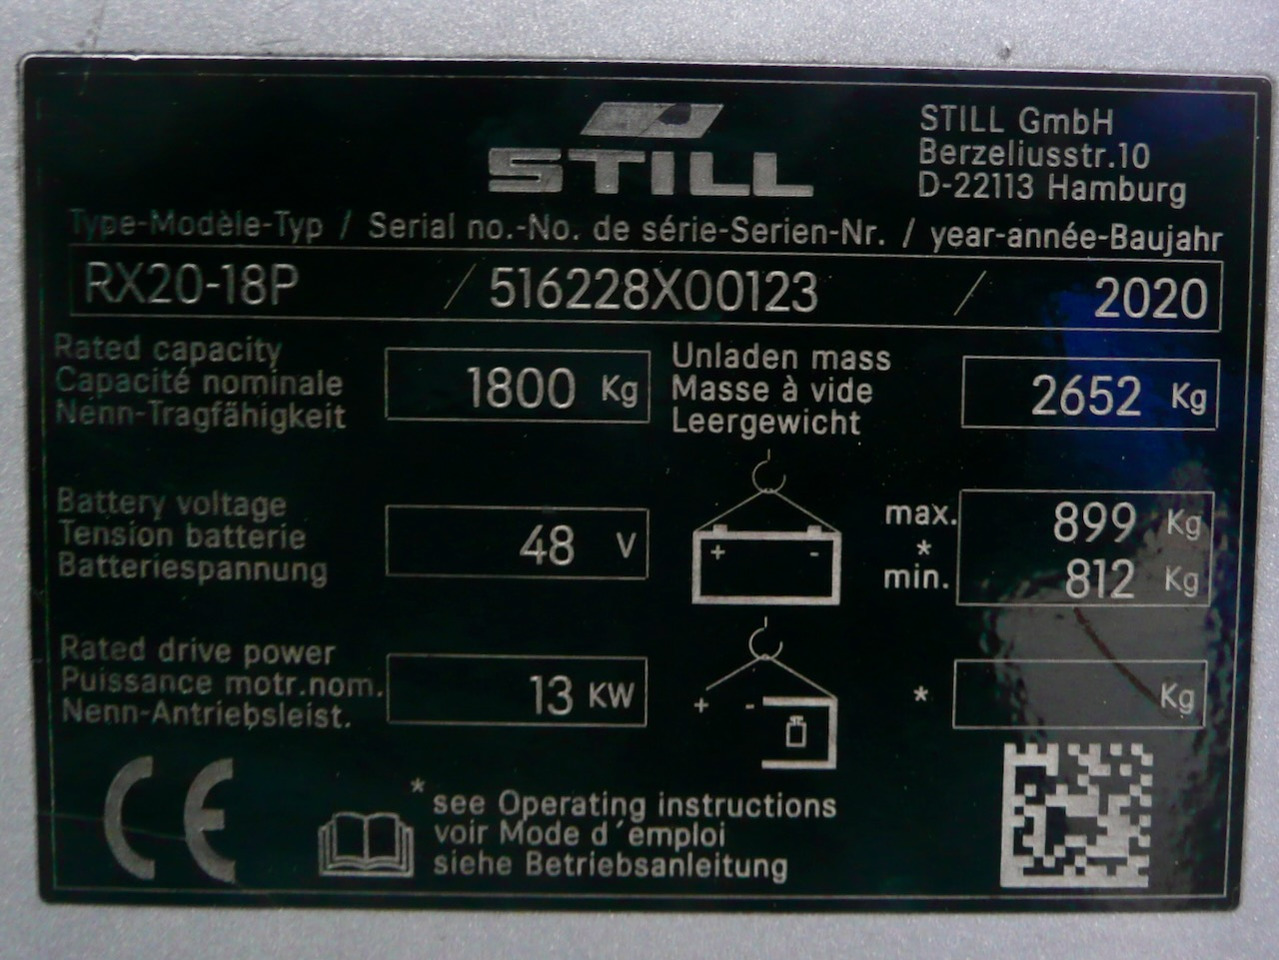 STILL
STILL GmbH
Berzeliusstr.10
D-22113 Hamburg
Type-Modèle-Typ / Serial no.-No. de série-Serien-Nr. / year-année-Baujahr
RX20-18P / 516228X00123 / 2020
Rated capacity
Capacité nominale
Nenn-Tragfähigkeit
1800 Kg
Unladen mass
Masse à vide
Leergewicht
2652 Kg
Battery voltage
Tension batterie
Batteriespannung
48 V
+ -
max. 899 Kg
*
min. 812 Kg
Rated drive power
Puissance motr.nom.
Nenn-Antriebsleist.
13 KW
+ -
* Kg
CE
* see Operating instructions
voir Mode d´emploi
siehe Betriebsanleitung